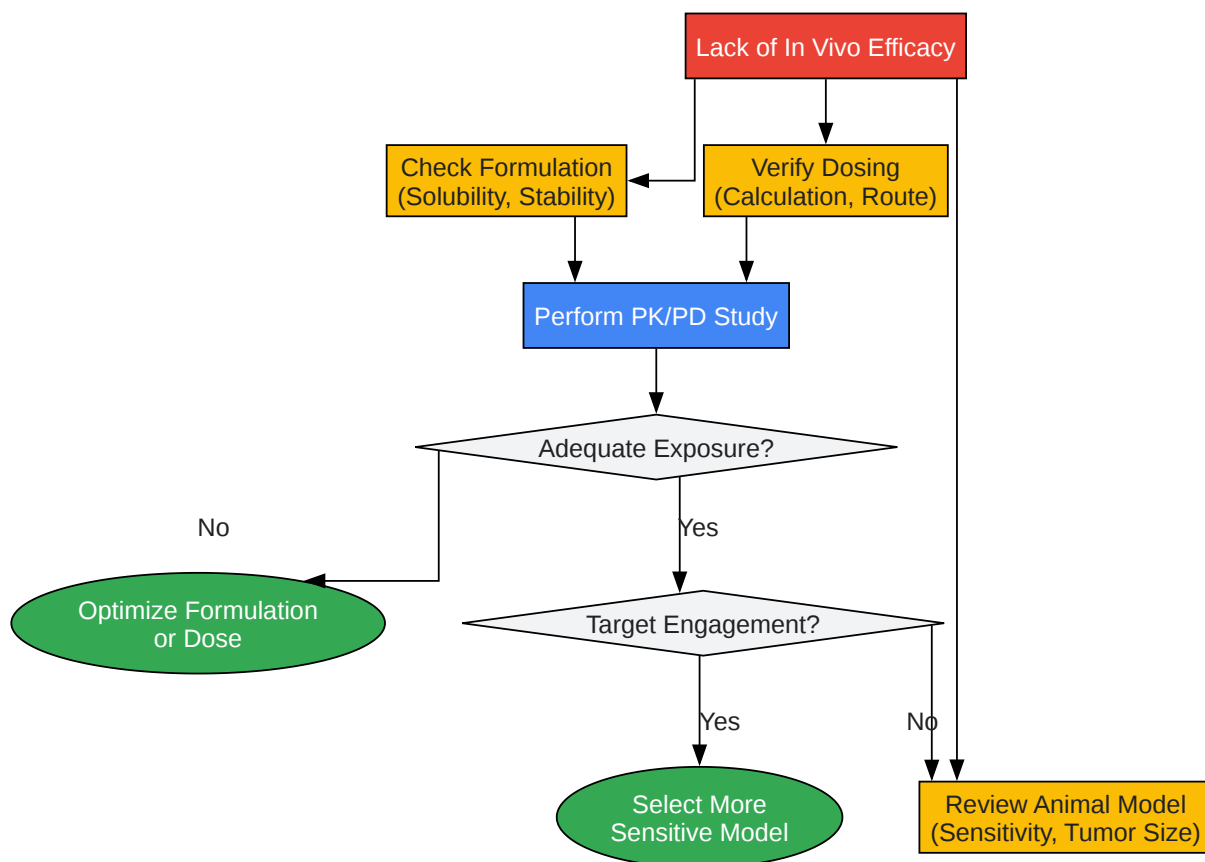 Lack of In Vivo Efficacy
Check Formulation
(Solubility, Stability)
Verify Dosing
(Calculation, Route)
Perform PK/PD Study
Adequate Exposure?
No
Yes
Optimize Formulation
or Dose
Target Engagement?
Yes
No
Select More
Sensitive Model
Review Animal Model
(Sensitivity, Tumor Size)